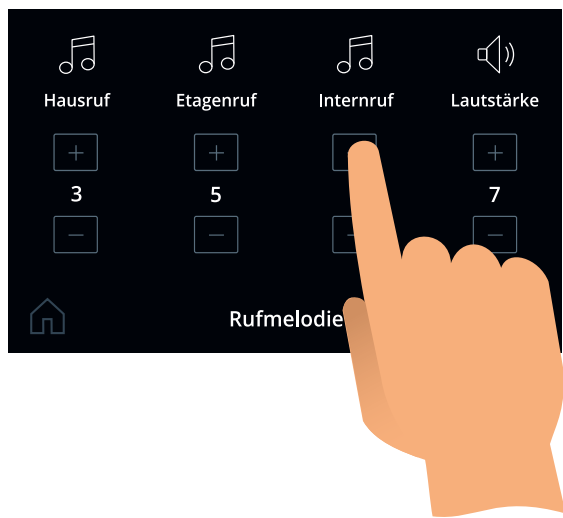 Hausruf Etagenruf Internruf Lautstärke
+ + +
3 5 7
− − −
Rufmelodie